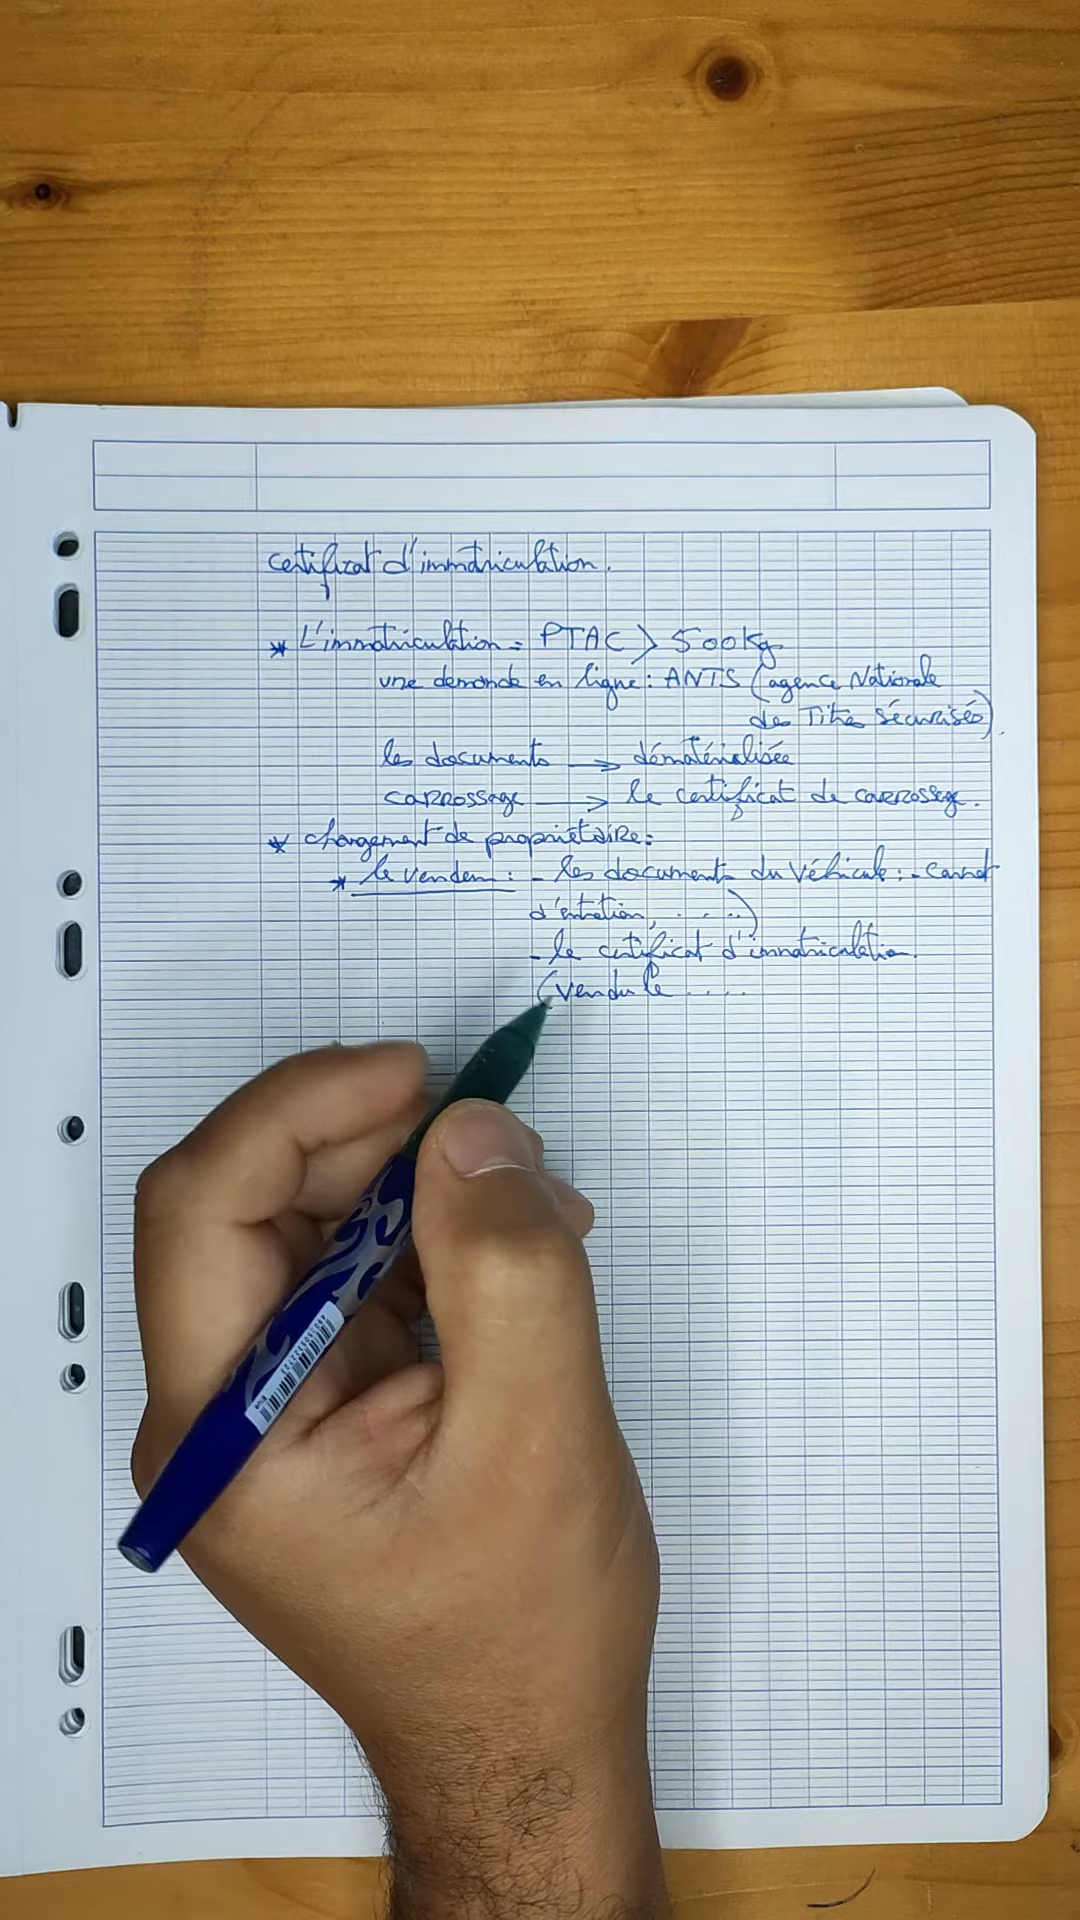 certificat d'immatriculation.
* L'immatriculation = PTAC > 500kg
une demande en ligne : ANTS (agence Nationale
des Titres Sécurisés).
les documents → dématérialisée
carrossage → le certificat de carrossage.
* changement de propriétaire :
* le vendeur : - les documents du véhicule : - carnet
d'entretien, .....)
- le certificat d'immatriculation.
(vendu le ....